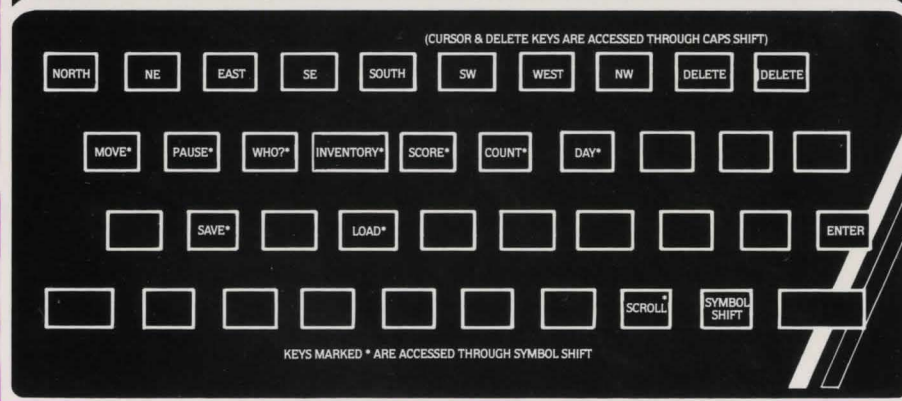 (CURSOR & DELETE KEYS ARE ACCESSED THROUGH CAPS SHIFT)
NORTH NE EAST SE SOUTH SW WEST NW DELETE DELETE
MOVE* PAUSE* WHO?* INVENTORY* SCORE* COUNT* DAY*
SAVE* LOAD* ENTER
SCROLL* SYMBOL
SHIFT
KEYS MARKED * ARE ACCESSED THROUGH SYMBOL SHIFT